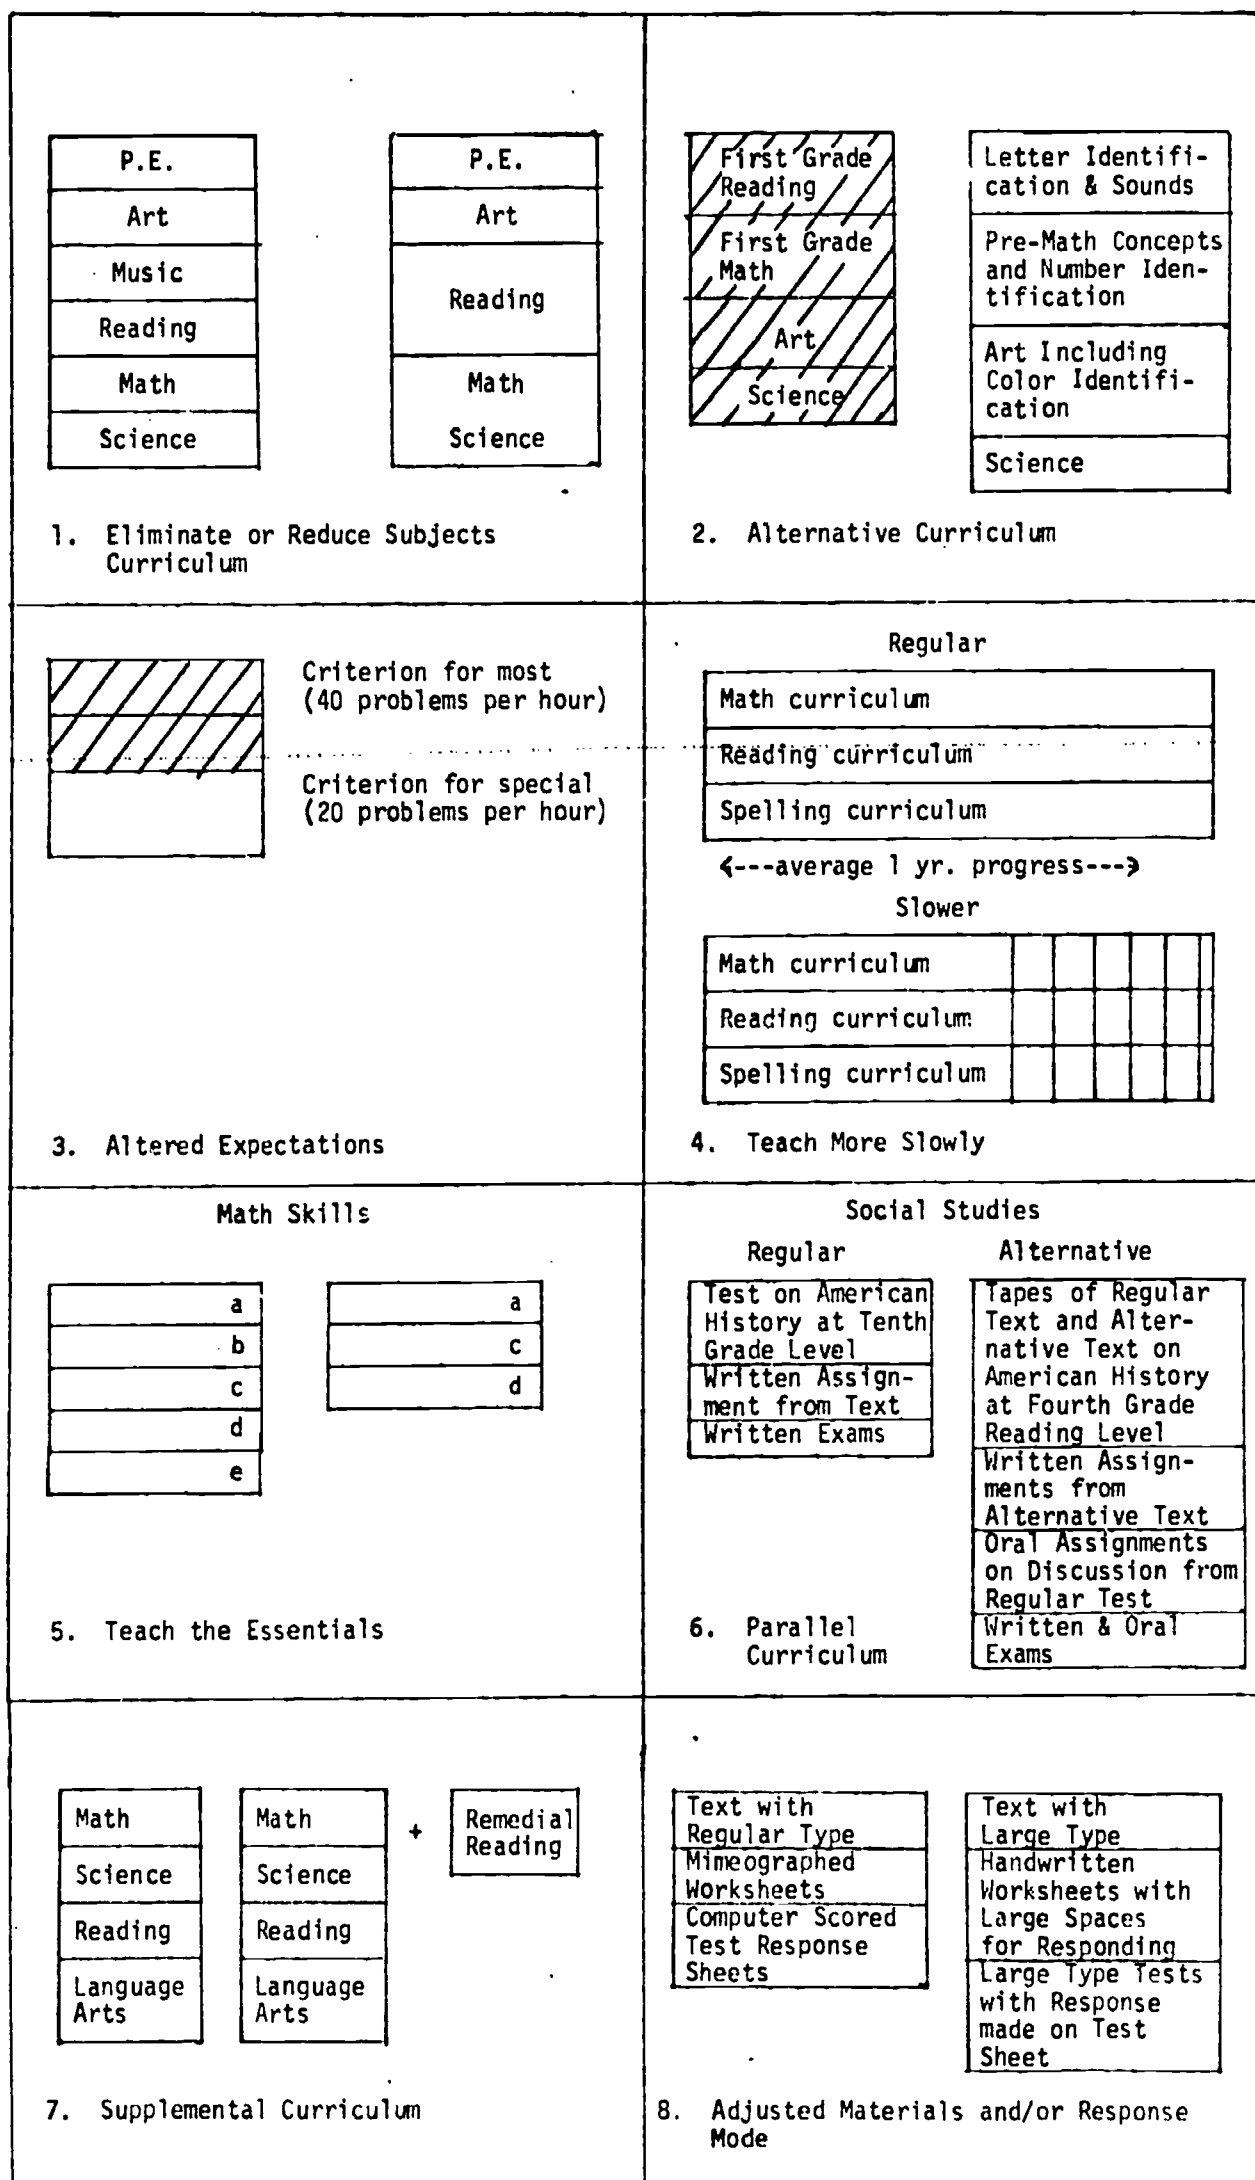 P.E.
Art
Music
Reading
Math
Science
P.E.
Art
Reading
Math
Science
1. Eliminate or Reduce Subjects
Curriculum
First Grade
Reading
First Grade
Math
Art
Science
Letter Identifi-
cation & Sounds
Pre-Math Concepts
and Number Iden-
tification
Art Including
Color Identifi-
cation
Science
2. Alternative Curriculum
Criterion for most
(40 problems per hour)
Criterion for special
(20 problems per hour)
3. Altered Expectations
Regular
Math curriculum
Reading curriculum
Spelling curriculum
<---average 1 yr. progress--->
Slower
Math curriculum
Reading curriculum
Spelling curriculum
4. Teach More Slowly
Math Skills
a
b
c
d
e
a
c
d
5. Teach the Essentials
Social Studies
Regular
Test on American
History at Tenth
Grade Level
Written Assign-
ment from Text
Written Exams
Alternative
Tapes of Regular
Text and Alter-
native Text on
American History
at Fourth Grade
Reading Level
Written Assign-
ments from
Alternative Text
Oral Assignments
on Discussion from
Regular Test
Written & Oral
Exams
6. Parallel
Curriculum
Math
Science
Reading
Language
Arts
Math
Science
Reading
Language
Arts
+
Remedial
Reading
7. Supplemental Curriculum
Text with
Regular Type
Mimeographed
Worksheets
Computer Scored
Test Response
Sheets
Text with
Large Type
Handwritten
Worksheets with
Large Spaces
for Responding
Large Type Tests
with Response
made on Test
Sheet
8. Adjusted Materials and/or Response
Mode